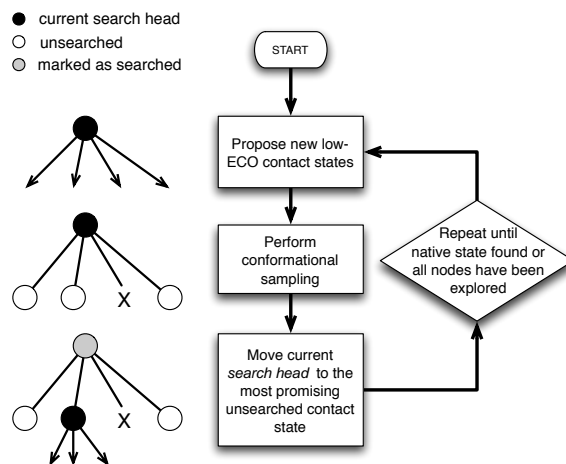 current search head
unsearched
marked as searched
START
Propose new low-
ECO contact states
Perform
conformational
sampling
X
Repeat until
native state found or
all nodes have been
explored
Move current
search head to the
most promising
unsearched contact
state
X